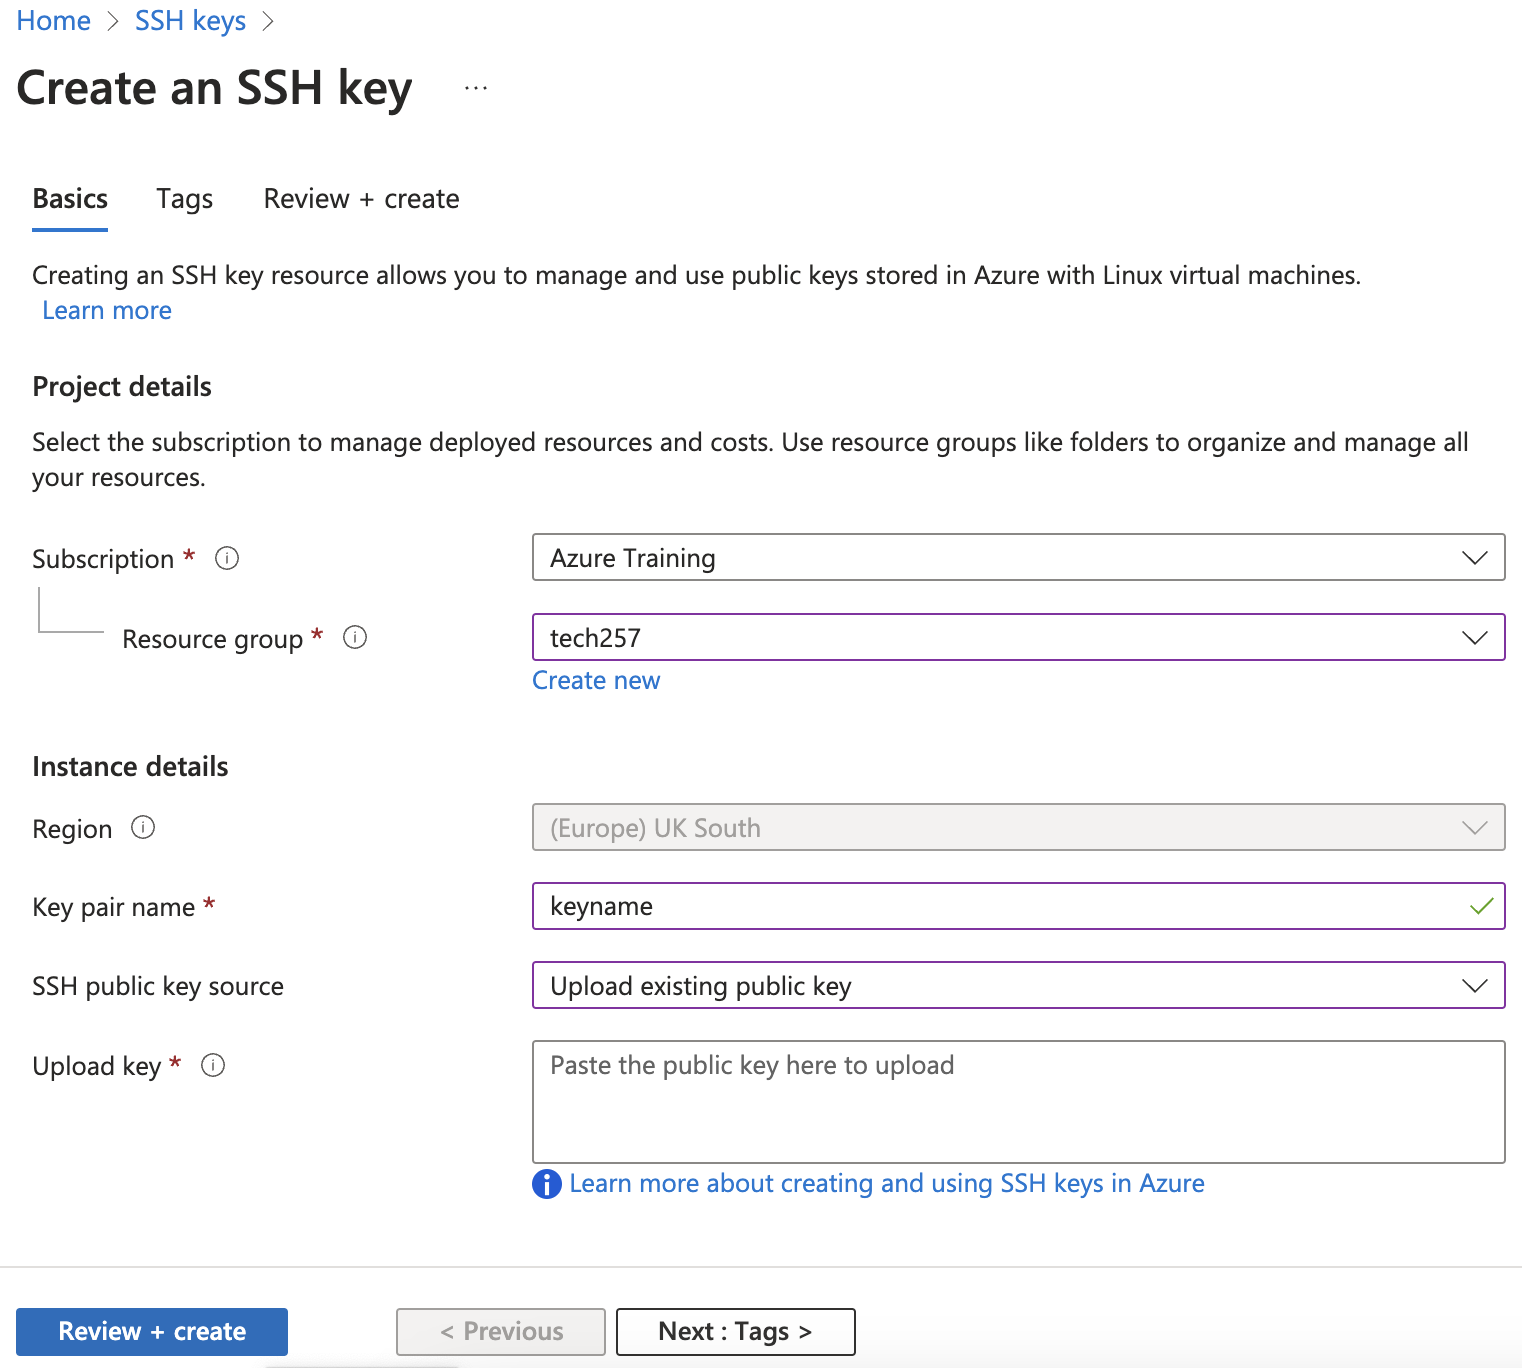 Home > SSH keys >
Create an SSH key ...
Basics Tags Review + create
Creating an SSH key resource allows you to manage and use public keys stored in Azure with Linux virtual machines.
Learn more
Project details
Select the subscription to manage deployed resources and costs. Use resource groups like folders to organize and manage all
your resources.
Subscription * Azure Training
Resource group * tech257
Create new
Instance details
Region (Europe) UK South
Key pair name * keyname
SSH public key source Upload existing public key
Upload key * Paste the public key here to upload
Learn more about creating and using SSH keys in Azure
Review + create < Previous Next : Tags >